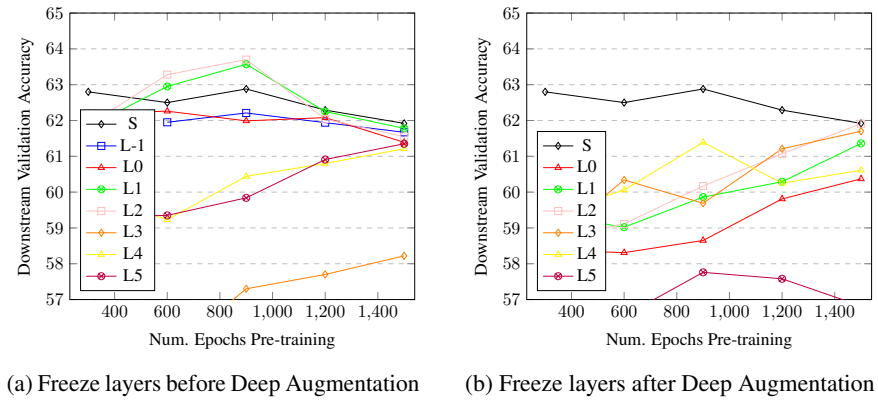 65
64
63
62
61
60
59
58
57
Downstream Validation Accuracy
S
L-1
L0
L1
L2
L3
L4
L5
400 600 800 1,000 1,200 1,400
Num. Epochs Pre-training
(a) Freeze layers before Deep Augmentation
65
64
63
62
61
60
59
58
57
Downstream Validation Accuracy
S
L0
L1
L2
L3
L4
L5
400 600 800 1,000 1,200 1,400
Num. Epochs Pre-training
(b) Freeze layers after Deep Augmentation